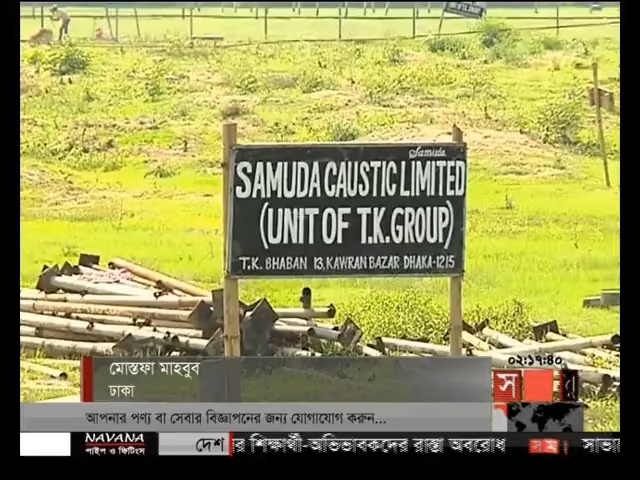 Samuda
SAMUDA CAUSTIC LIMITED
(UNIT OF T.K. GROUP)
T.K. BHABAN 13, KAWRAN BAZAR DHAKA-1215
মোস্তফা মাহবুব
ঢাকা
০২:১৭:৪০
আপনার পণ্য বা সেবার বিজ্ঞাপনের জন্য যোগাযোগ করুন...
NAVANA
পাইপ ও ফিটিংস
দেশ
র শিক্ষার্থী-অভিভাবকদের রাস্তা অবরোধ
সময়
সাভা